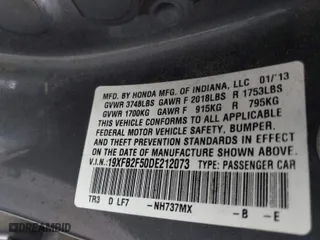 MFD. BY HONDA MFG. OF INDIANA, LLC 01/13
GVWR 3748LBS GAWR F 2018LBS R 1753LBS
GVWR 1700KG GAWR F 915KG R 795KG
THIS VEHICLE CONFORMS TO ALL APPLICABLE
FEDERAL MOTOR VEHICLE SAFETY, BUMPER,
AND THEFT PREVENTION STANDARDS IN EFFECT
ON THE DATE OF MANUFACTURE SHOWN ABOVE.
V.I.N.: 19XFB2F50DE212073 TYPE: PASSENGER CAR
TR3 D LF7 -NH737MX -B -E